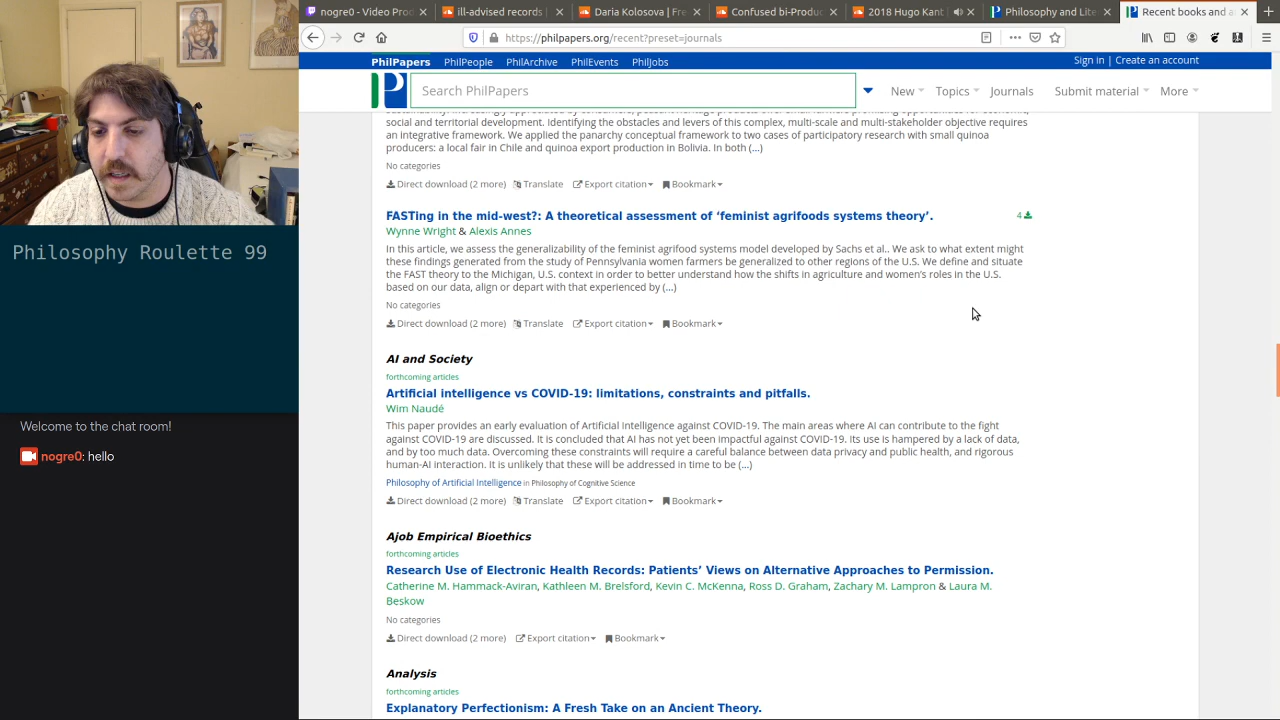 nogre0 - Video Prod
ill-advised records |
Daria Kolosova | Fre
Confused bi-Produc
2018 Hugo Kant
Philosophy and Lite
Recent books and a
https://philpapers.org/recent?preset=journals
PhilPapers PhilPeople PhilArchive PhilEvents PhilJobs
Sign in | Create an account
Search PhilPapers
New Topics Journals Submit material More
social and territorial development. Identifying the obstacles and levels of this complex, multi-scale and multi-stakeholder objective requires
an integrative framework. We applied the panarchy conceptual framework to two cases of participatory research with small quinoa
producers: a local fair in Chile and quinoa export production in Bolivia. In both (...)
No categories
Direct download (2 more) Translate Export citation Bookmark
FASTing in the mid-west?: A theoretical assessment of ‘feminist agrifoods systems theory’.
4
Wynne Wright & Alexis Annes
In this article, we assess the generalizability of the feminist agrifood systems model developed by Sachs et al.. We ask to what extent might
these findings generated from the study of Pennsylvania women farmers be generalized to other regions of the U.S. We define and situate
the FAST theory to the Michigan, U.S. context in order to better understand how the shifts in agriculture and women’s roles in the U.S.
based on our data, align or depart with that experienced by (...)
No categories
Direct download (2 more) Translate Export citation Bookmark
AI and Society
forthcoming articles
Artificial intelligence vs COVID-19: limitations, constraints and pitfalls.
Wim Naudé
This paper provides an early evaluation of Artificial Intelligence against COVID-19. The main areas where AI can contribute to the fight
against COVID-19 are discussed. It is concluded that AI has not yet been impactful against COVID-19. its use is hampered by a lack of data,
and by too much data. Overcoming these constraints will require a careful balance between data privacy and public health, and rigorous
human-AI interaction. It is unlikely that these will be addressed in time to be (...)
Philosophy of Artificial Intelligence in Philosophy of Cognitive Science
Direct download (2 more) Translate Export citation Bookmark
Ajob Empirical Bioethics
forthcoming articles
Research Use of Electronic Health Records: Patients’ Views on Alternative Approaches to Permission.
Catherine M. Hammack-Aviran, Kathleen M. Brelsford, Kevin C. McKenna, Ross D. Graham, Zachary M. Lampron & Laura M.
Beskow
No categories
Direct download (2 more) Export citation Bookmark
Analysis
forthcoming articles
Explanatory Perfectionism: A Fresh Take on an Ancient Theory.
Philosophy Roulette 99
Welcome to the chat room!
nogre0: hello